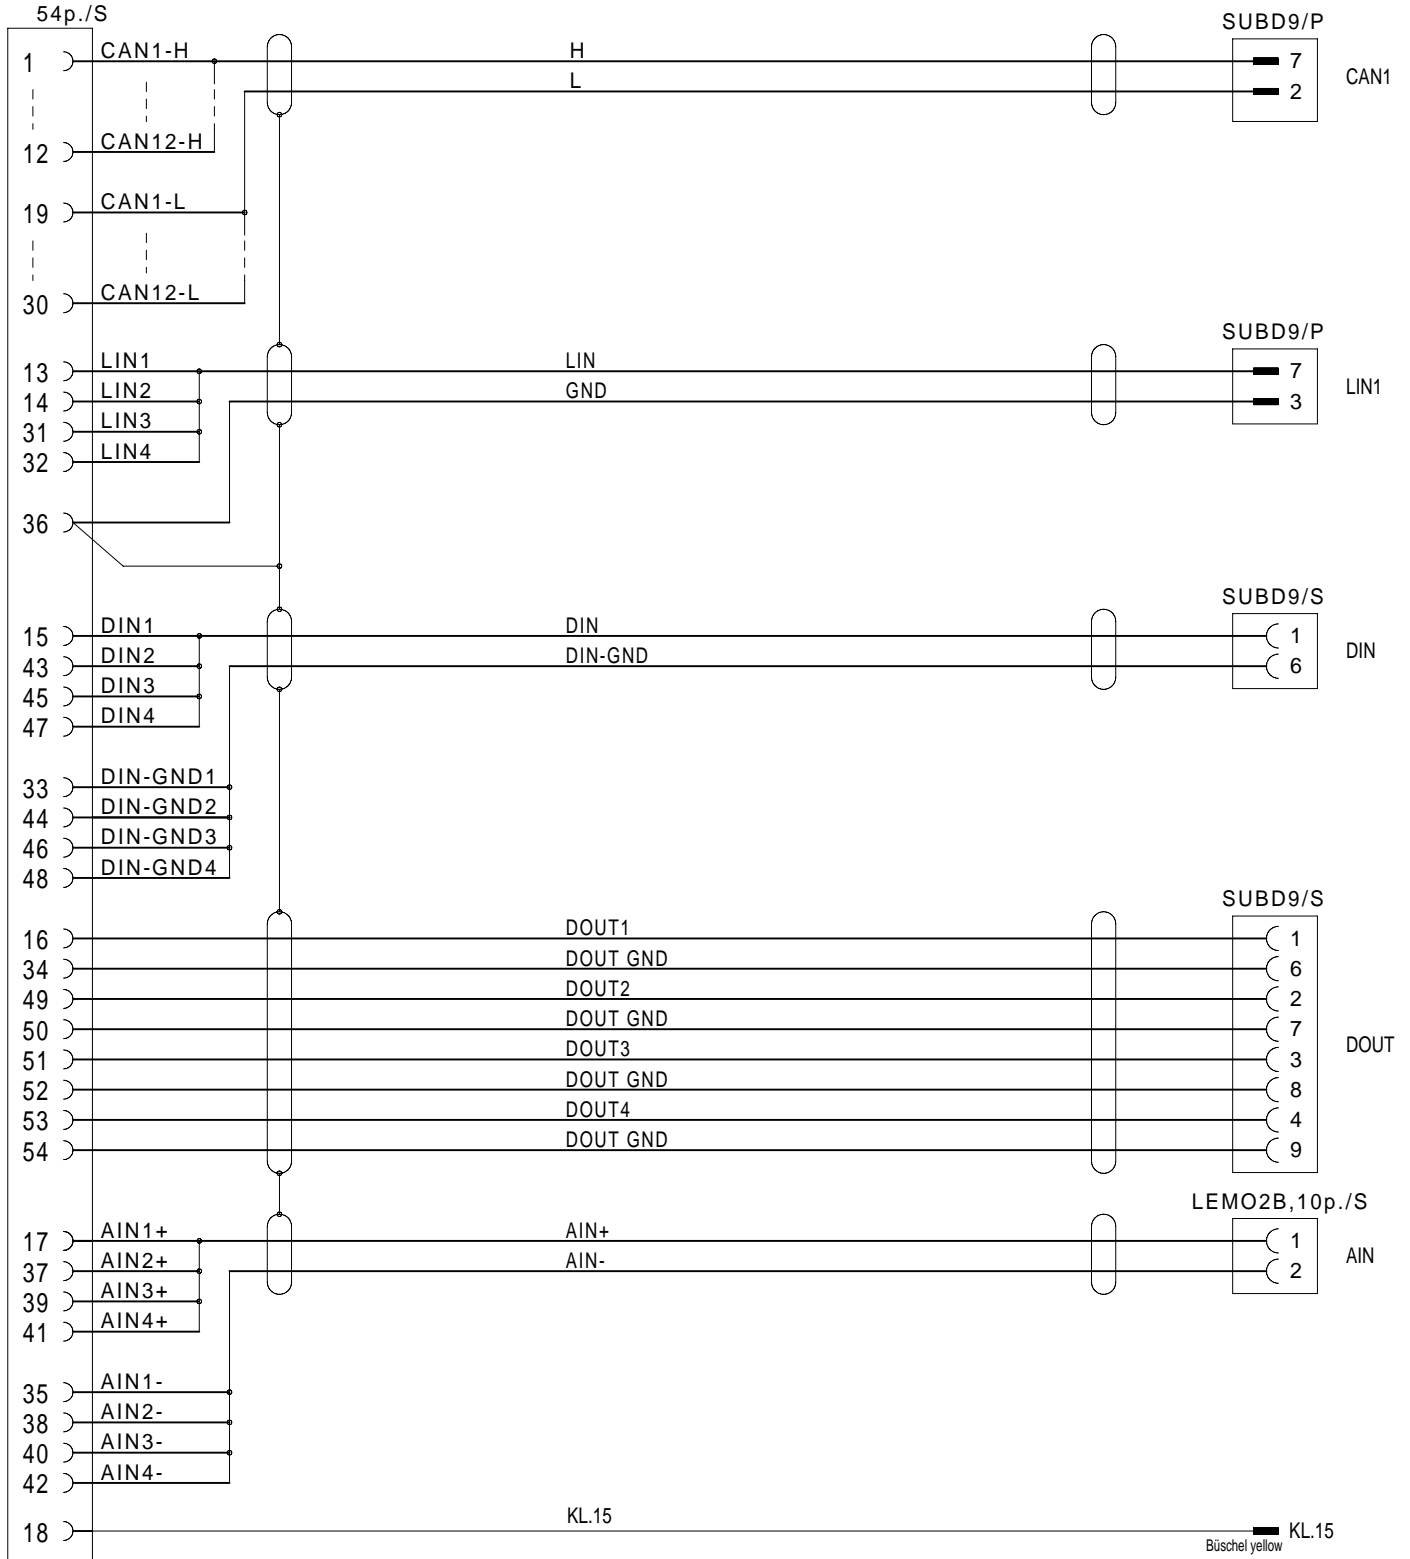 54p./S
SUBD9/P
1 CAN1-H H 7
L 2
CAN1
12 CAN12-H
19 CAN1-L
30 CAN12-L
SUBD9/P
13 LIN1 LIN 7
14 LIN2 GND 3
LIN1
31 LIN3
32 LIN4
36
SUBD9/S
15 DIN1 DIN 1
43 DIN2 DIN-GND 6
DIN
45 DIN3
47 DIN4
33 DIN-GND1
44 DIN-GND2
46 DIN-GND3
48 DIN-GND4
SUBD9/S
16 DOUT1 1
34 DOUT GND 6
49 DOUT2 2
50 DOUT GND 7
DOUT
51 DOUT3 3
52 DOUT GND 8
53 DOUT4 4
54 DOUT GND 9
LEMO2B,10p./S
17 AIN1+ AIN+ 1
37 AIN2+ AIN- 2
AIN
39 AIN3+
41 AIN4+
35 AIN1-
38 AIN2-
40 AIN3-
42 AIN4-
18 KL.15 KL.15
Büschel yellow